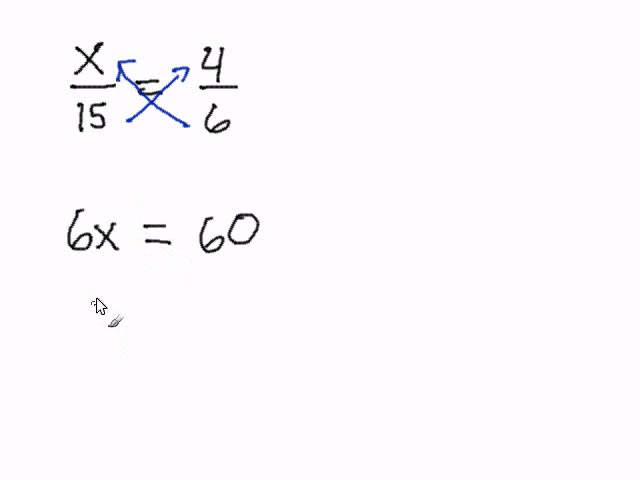 x/15 = 4/6
6x = 60